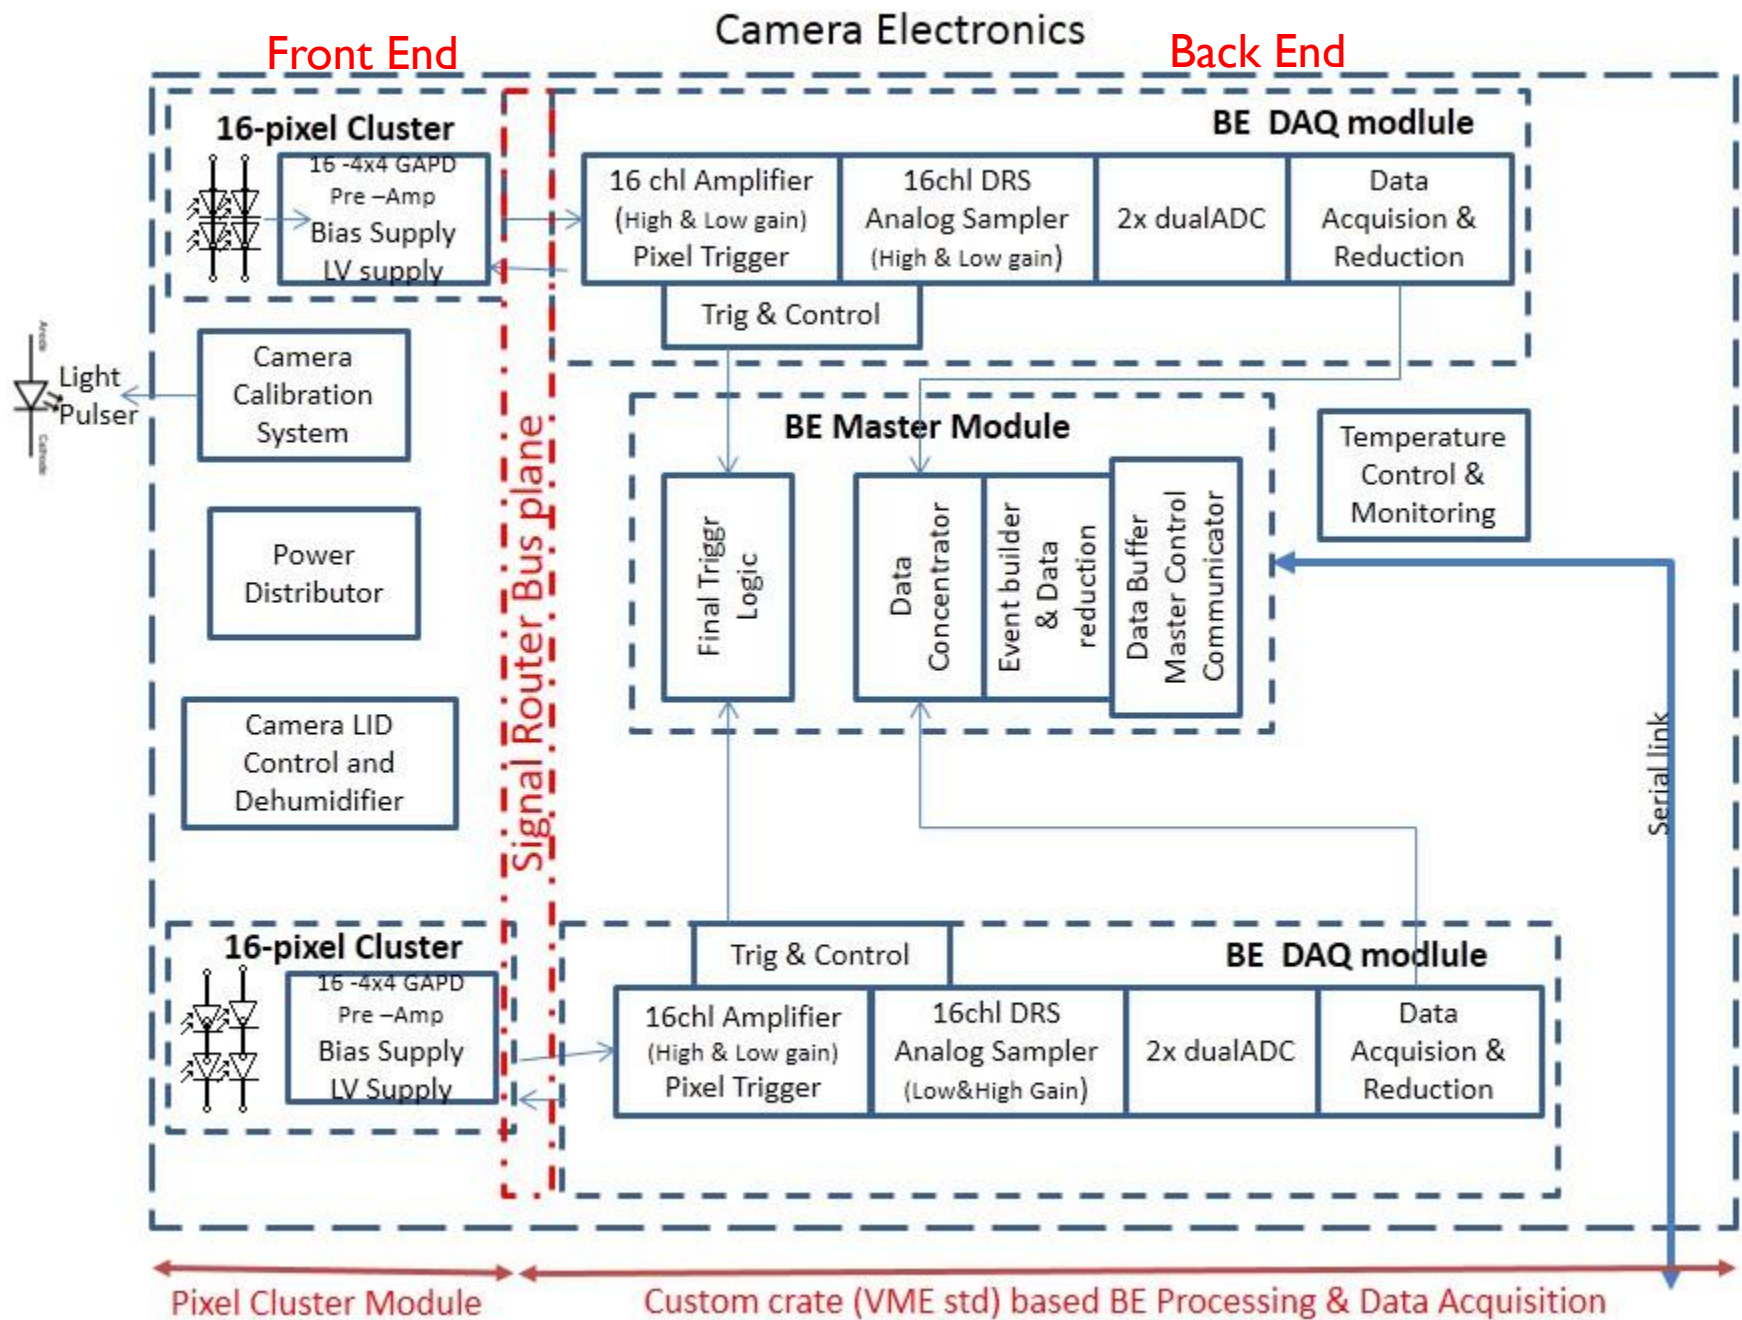 Camera Electronics
Front End
Back End
16-pixel Cluster
16 -4x4 GAPD
Pre –Amp
Bias Supply
LV supply
BE DAQ modlule
16 chl Amplifier
(High & Low gain)
Pixel Trigger
16chl DRS
Analog Sampler
(High & Low gain)
2x dualADC
Data
Acquision &
Reduction
Trig & Control
Anode
Light
Pulser
Cathode
Camera
Calibration
System
Power
Distributor
Camera LID
Control and
Dehumidifier
Signal Router Bus plane
BE Master Module
Final Triggr
Logic
Data
Concentrator
Event builder
& Data
reduction
Data Buffer
Master Control
Communicator
Temperature
Control &
Monitoring
Serial link
16-pixel Cluster
16 -4x4 GAPD
Pre –Amp
Bias Supply
LV Supply
Trig & Control
BE DAQ modlule
16chl Amplifier
(High & Low gain)
Pixel Trigger
16chl DRS
Analog Sampler
(Low&High Gain)
2x dualADC
Data
Acquision &
Reduction
Pixel Cluster Module
Custom crate (VME std) based BE Processing & Data Acquisition